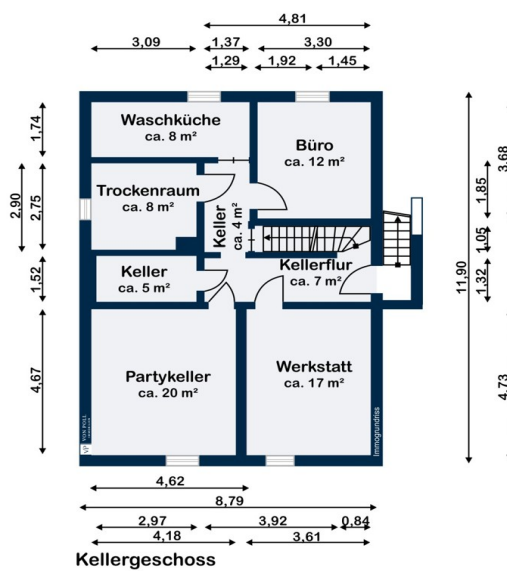 4,81
3,09
1,37
3,30
1,29
1,92
1,45
Waschküche
ca. 8 m²
Büro
ca. 12 m²
1,74
3,68
Trockenraum
ca. 8 m²
2,90
2,75
1,85
Keller
ca. 4 m²
1,05
Kellerflur
ca. 7 m²
Keller
ca. 5 m²
1,52
1,32
11,90
Partykeller
ca. 20 m²
Werkstatt
ca. 17 m²
4,67
4,73
VON POLL
VP
Immogrundriss
4,62
8,79
2,97
3,92
0,84
4,18
3,61
Kellergeschoss